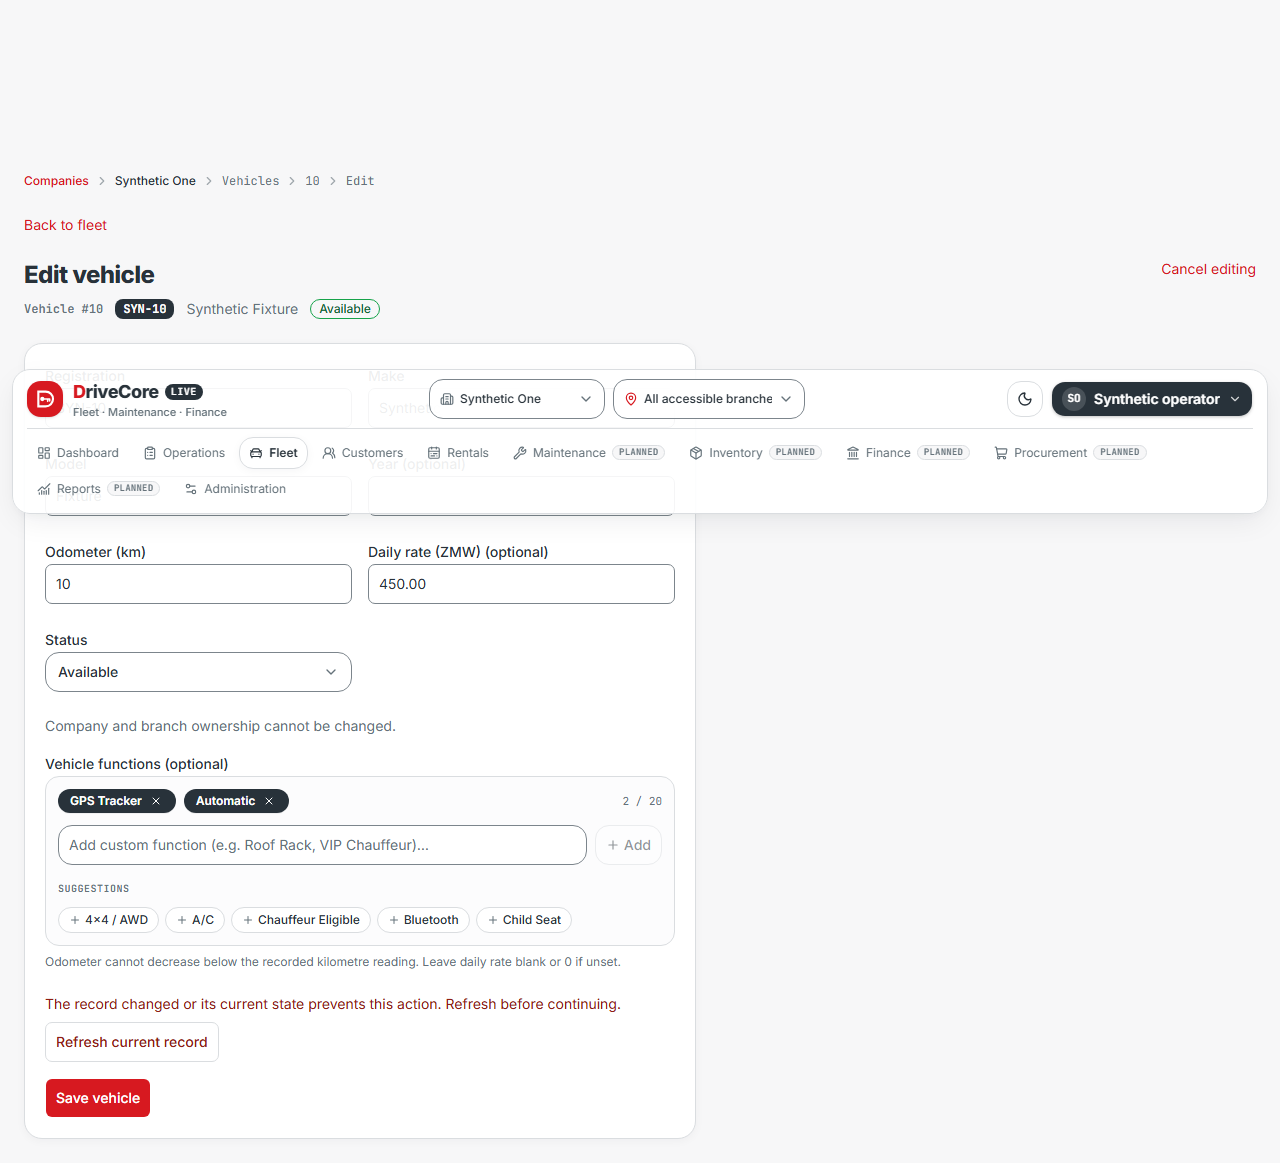 Companies > Synthetic One > Vehicles > 10 > Edit
Back to fleet
Edit vehicle
Cancel editing
Vehicle #10 SYN-10 Synthetic Fixture Available
Registration Make
DriveCore LIVE
Fleet · Maintenance · Finance
Synthetic One All accessible branche
SO Synthetic operator
Dashboard Operations Fleet Customers Rentals Maintenance PLANNED Inventory PLANNED Finance PLANNED Procurement PLANNED
Model Year (optional)
Reports PLANNED Administration
Fixture
Odometer (km) Daily rate (ZMW) (optional)
10 450.00
Status
Available
Company and branch ownership cannot be changed.
Vehicle functions (optional)
GPS Tracker × Automatic × 2 / 20
Add custom function (e.g. Roof Rack, VIP Chauffeur)... + Add
SUGGESTIONS
+ 4×4 / AWD + A/C + Chauffeur Eligible + Bluetooth + Child Seat
Odometer cannot decrease below the recorded kilometre reading. Leave daily rate blank or 0 if unset.
The record changed or its current state prevents this action. Refresh before continuing.
Refresh current record
Save vehicle